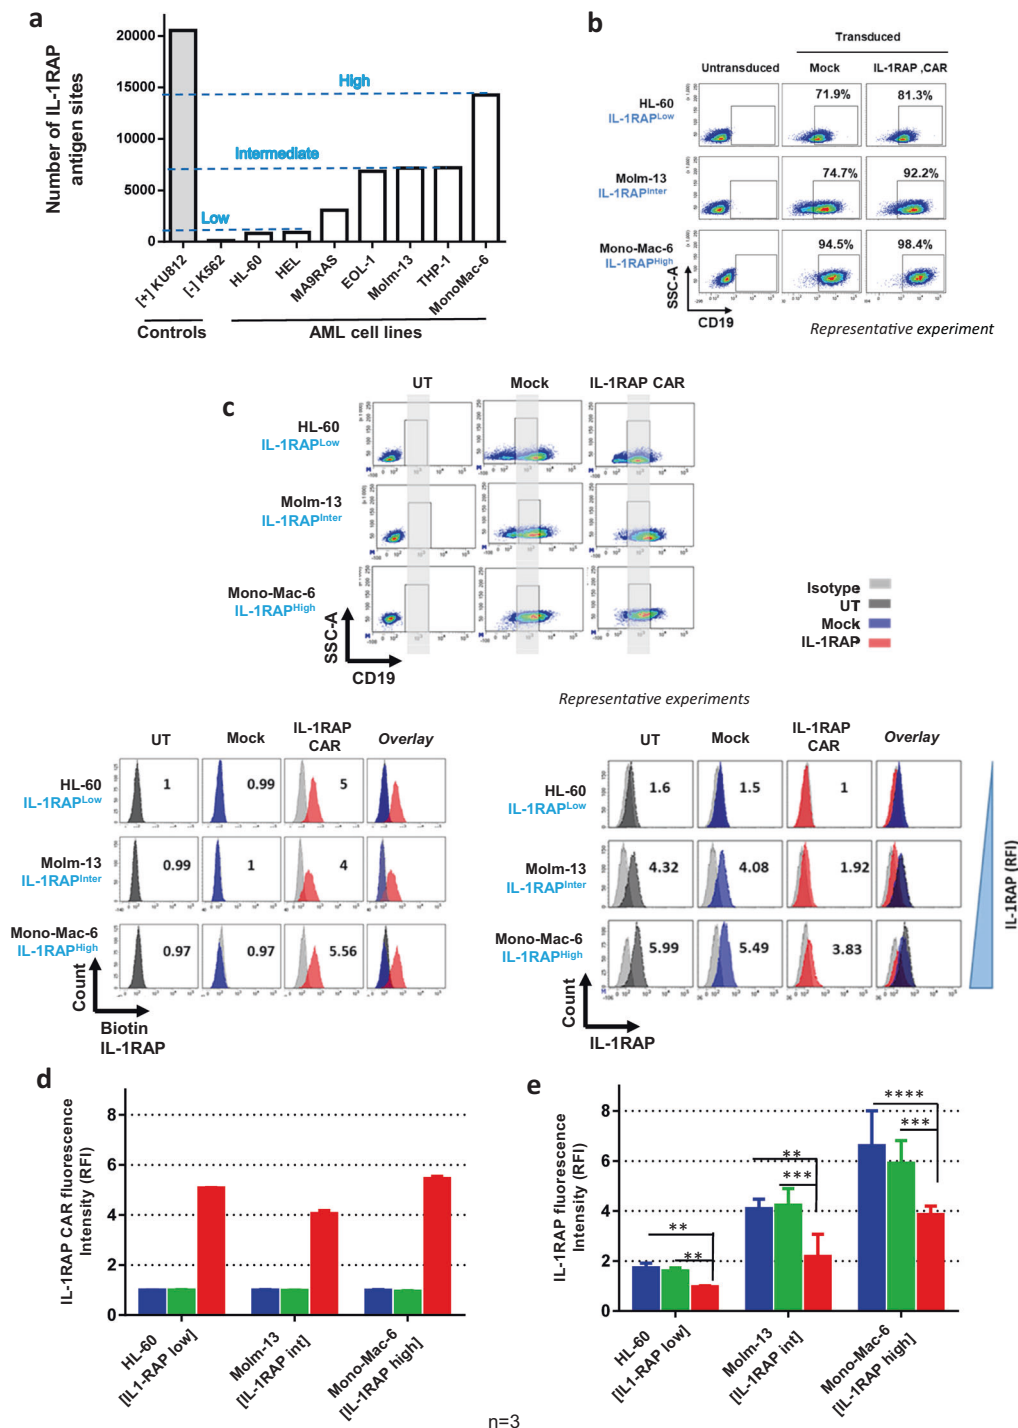 a
Number of IL-1RAP
antigen sites
20000
15000
10000
5000
0
High
Intermediate
Low
[+] KU812
[-] K562
HL-60
HEL
MA9RAS
EOL-1
Molm-13
THP-1
MonoMac-6
Controls
AML cell lines
b
Transduced
Untransduced
Mock
IL-1RAP ,CAR
HL-60
IL-1RAPLow
71.9%
81.3%
Molm-13
IL-1RAPInter
74.7%
92.2%
Mono-Mac-6
IL-1RAPHigh
94.5%
98.4%
SSC-A
CD19
Representative experiment
c
UT
Mock
IL-1RAP CAR
HL-60
IL-1RAPLow
Molm-13
IL-1RAPInter
Mono-Mac-6
IL-1RAPHigh
SSC-A
CD19
Isotype
UT
Mock
IL-1RAP
Representative experiments
UT
Mock
IL-1RAP
CAR
Overlay
HL-60
IL-1RAPLow
1
0.99
5
Molm-13
IL-1RAPInter
0.99
1
4
Mono-Mac-6
IL-1RAPHigh
0.97
0.97
5.56
Count
Biotin
IL-1RAP
UT
Mock
IL-1RAP
CAR
Overlay
HL-60
IL-1RAPLow
1.6
1.5
1
Molm-13
IL-1RAPInter
4.32
4.08
1.92
Mono-Mac-6
IL-1RAPHigh
5.99
5.49
3.83
Count
IL-1RAP
IL-1RAP (RFI)
d
IL-1RAP CAR fluorescence
Intensity (RFI)
8
6
4
2
0
HL-60
[IL1-RAP low]
Molm-13
[IL-1RAP int]
Mono-Mac-6
[IL-1RAP high]
e
IL-1RAP fluorescence
Intensity (RFI)
8
6
4
2
0
**
**
**
***
****
***
HL-60
[IL1-RAP low]
Molm-13
[IL-1RAP int]
Mono-Mac-6
[IL-1RAP high]
n=3